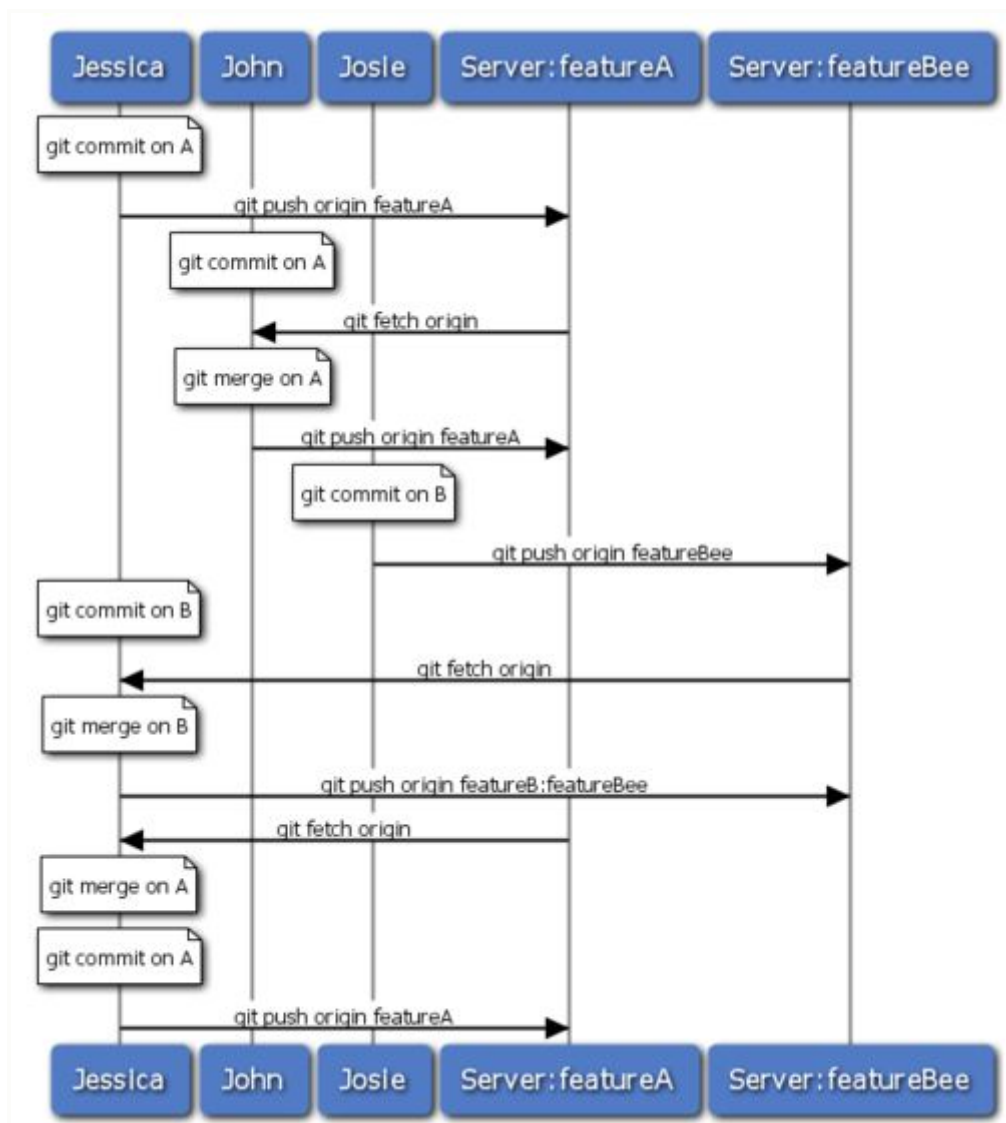 Jessica
John
Josie
Server:featureA
Server:featureBee
git commit on A
git push origin featureA
git commit on A
git fetch origin
git merge on A
git push origin featureA
git commit on B
git push origin featureBee
git commit on B
git fetch origin
git merge on B
git push origin featureB:featureBee
git fetch origin
git merge on A
git commit on A
git push origin featureA
Jessica
John
Josie
Server:featureA
Server:featureBee